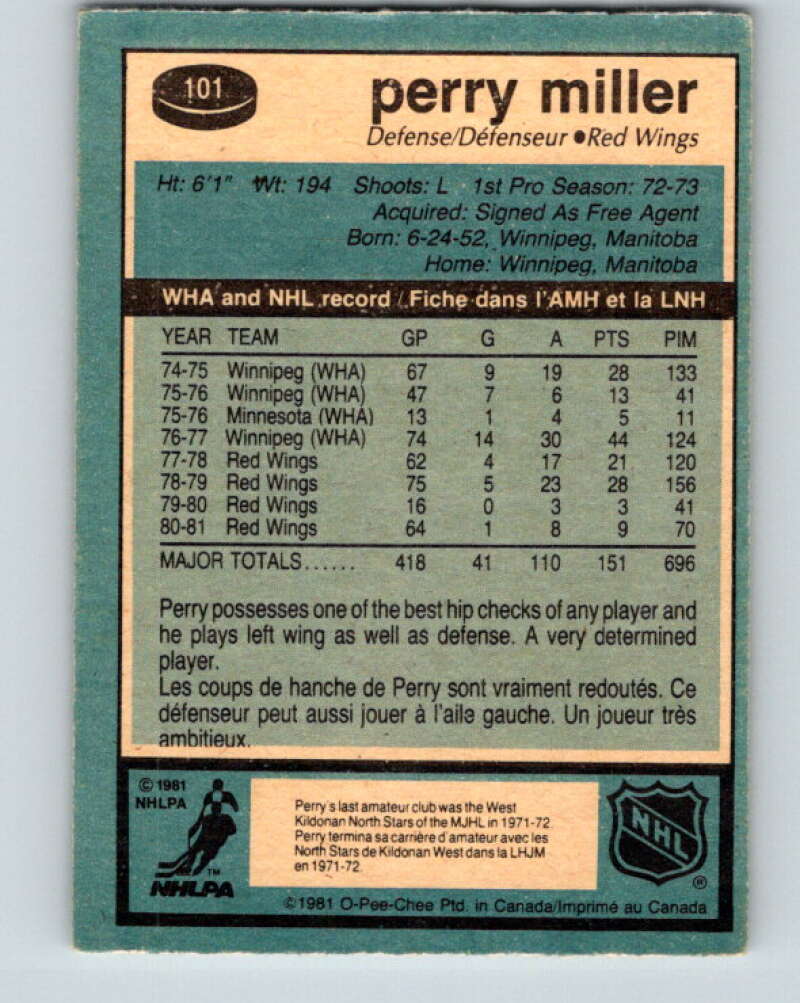 101
perry miller
Defense/Défenseur ●Red Wings
Ht: 6'1" Wt: 194 Shoots: L 1st Pro Season: 72-73
Acquired: Signed As Free Agent
Born: 6-24-52, Winnipeg, Manitoba
Home: Winnipeg, Manitoba
WHA and NHL record / Fiche dans l'AMH et la LNH
YEAR TEAM GP G A PTS PIM
74-75 Winnipeg (WHA) 67 9 19 28 133
75-76 Winnipeg (WHA) 47 7 6 13 41
75-76 Minnesota (WHA) 13 1 4 5 11
76-77 Winnipeg (WHA) 74 14 30 44 124
77-78 Red Wings 62 4 17 21 120
78-79 Red Wings 75 5 23 28 156
79-80 Red Wings 16 0 3 3 41
80-81 Red Wings 64 1 8 9 70
MAJOR TOTALS...... 418 41 110 151 696
Perry possesses one of the best hip checks of any player and
he plays left wing as well as defense. A very determined
player.
Les coups de hanche de Perry sont vraiment redoutés. Ce
défenseur peut aussi jouer à l'aile gauche. Un joueur très
ambitieux.
© 1981
NHLPA
TM
NHLPA
Perry's last amateur club was the West
Kildonan North Stars of the MJHL in 1971-72.
Perry termina sa carrière d'amateur avec les
North Stars de Kildonan West dans la LHJM
en 1971-72.
NHL
®
©1981 O-Pee-Chee Ptd. in Canada/Imprimé au Canada